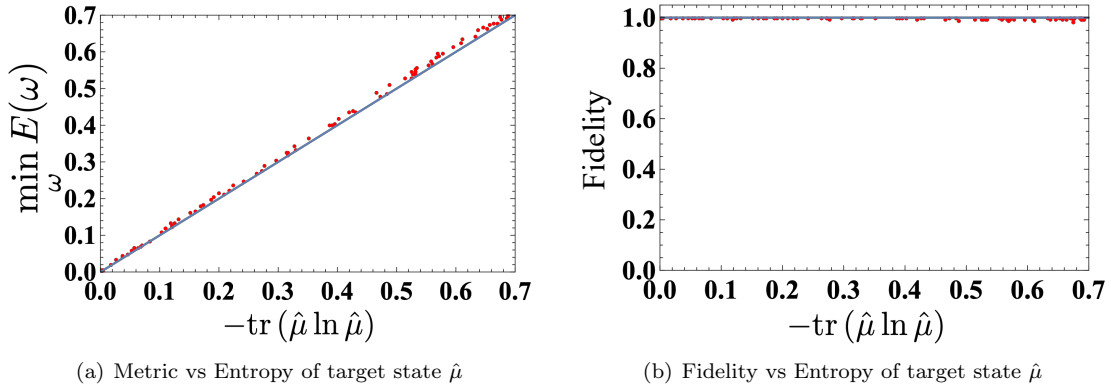 0.7
0.6
0.5
0.4
0.3
0.2
0.1
0.0
min E(ω)
ω
0.0 0.1 0.2 0.3 0.4 0.5 0.6 0.7
−tr (μ̂ ln μ̂)
(a) Metric vs Entropy of target state μ̂
1.0
0.8
0.6
0.4
0.2
0.0
Fidelity
0.0 0.1 0.2 0.3 0.4 0.5 0.6 0.7
−tr (μ̂ ln μ̂)
(b) Fidelity vs Entropy of target state μ̂